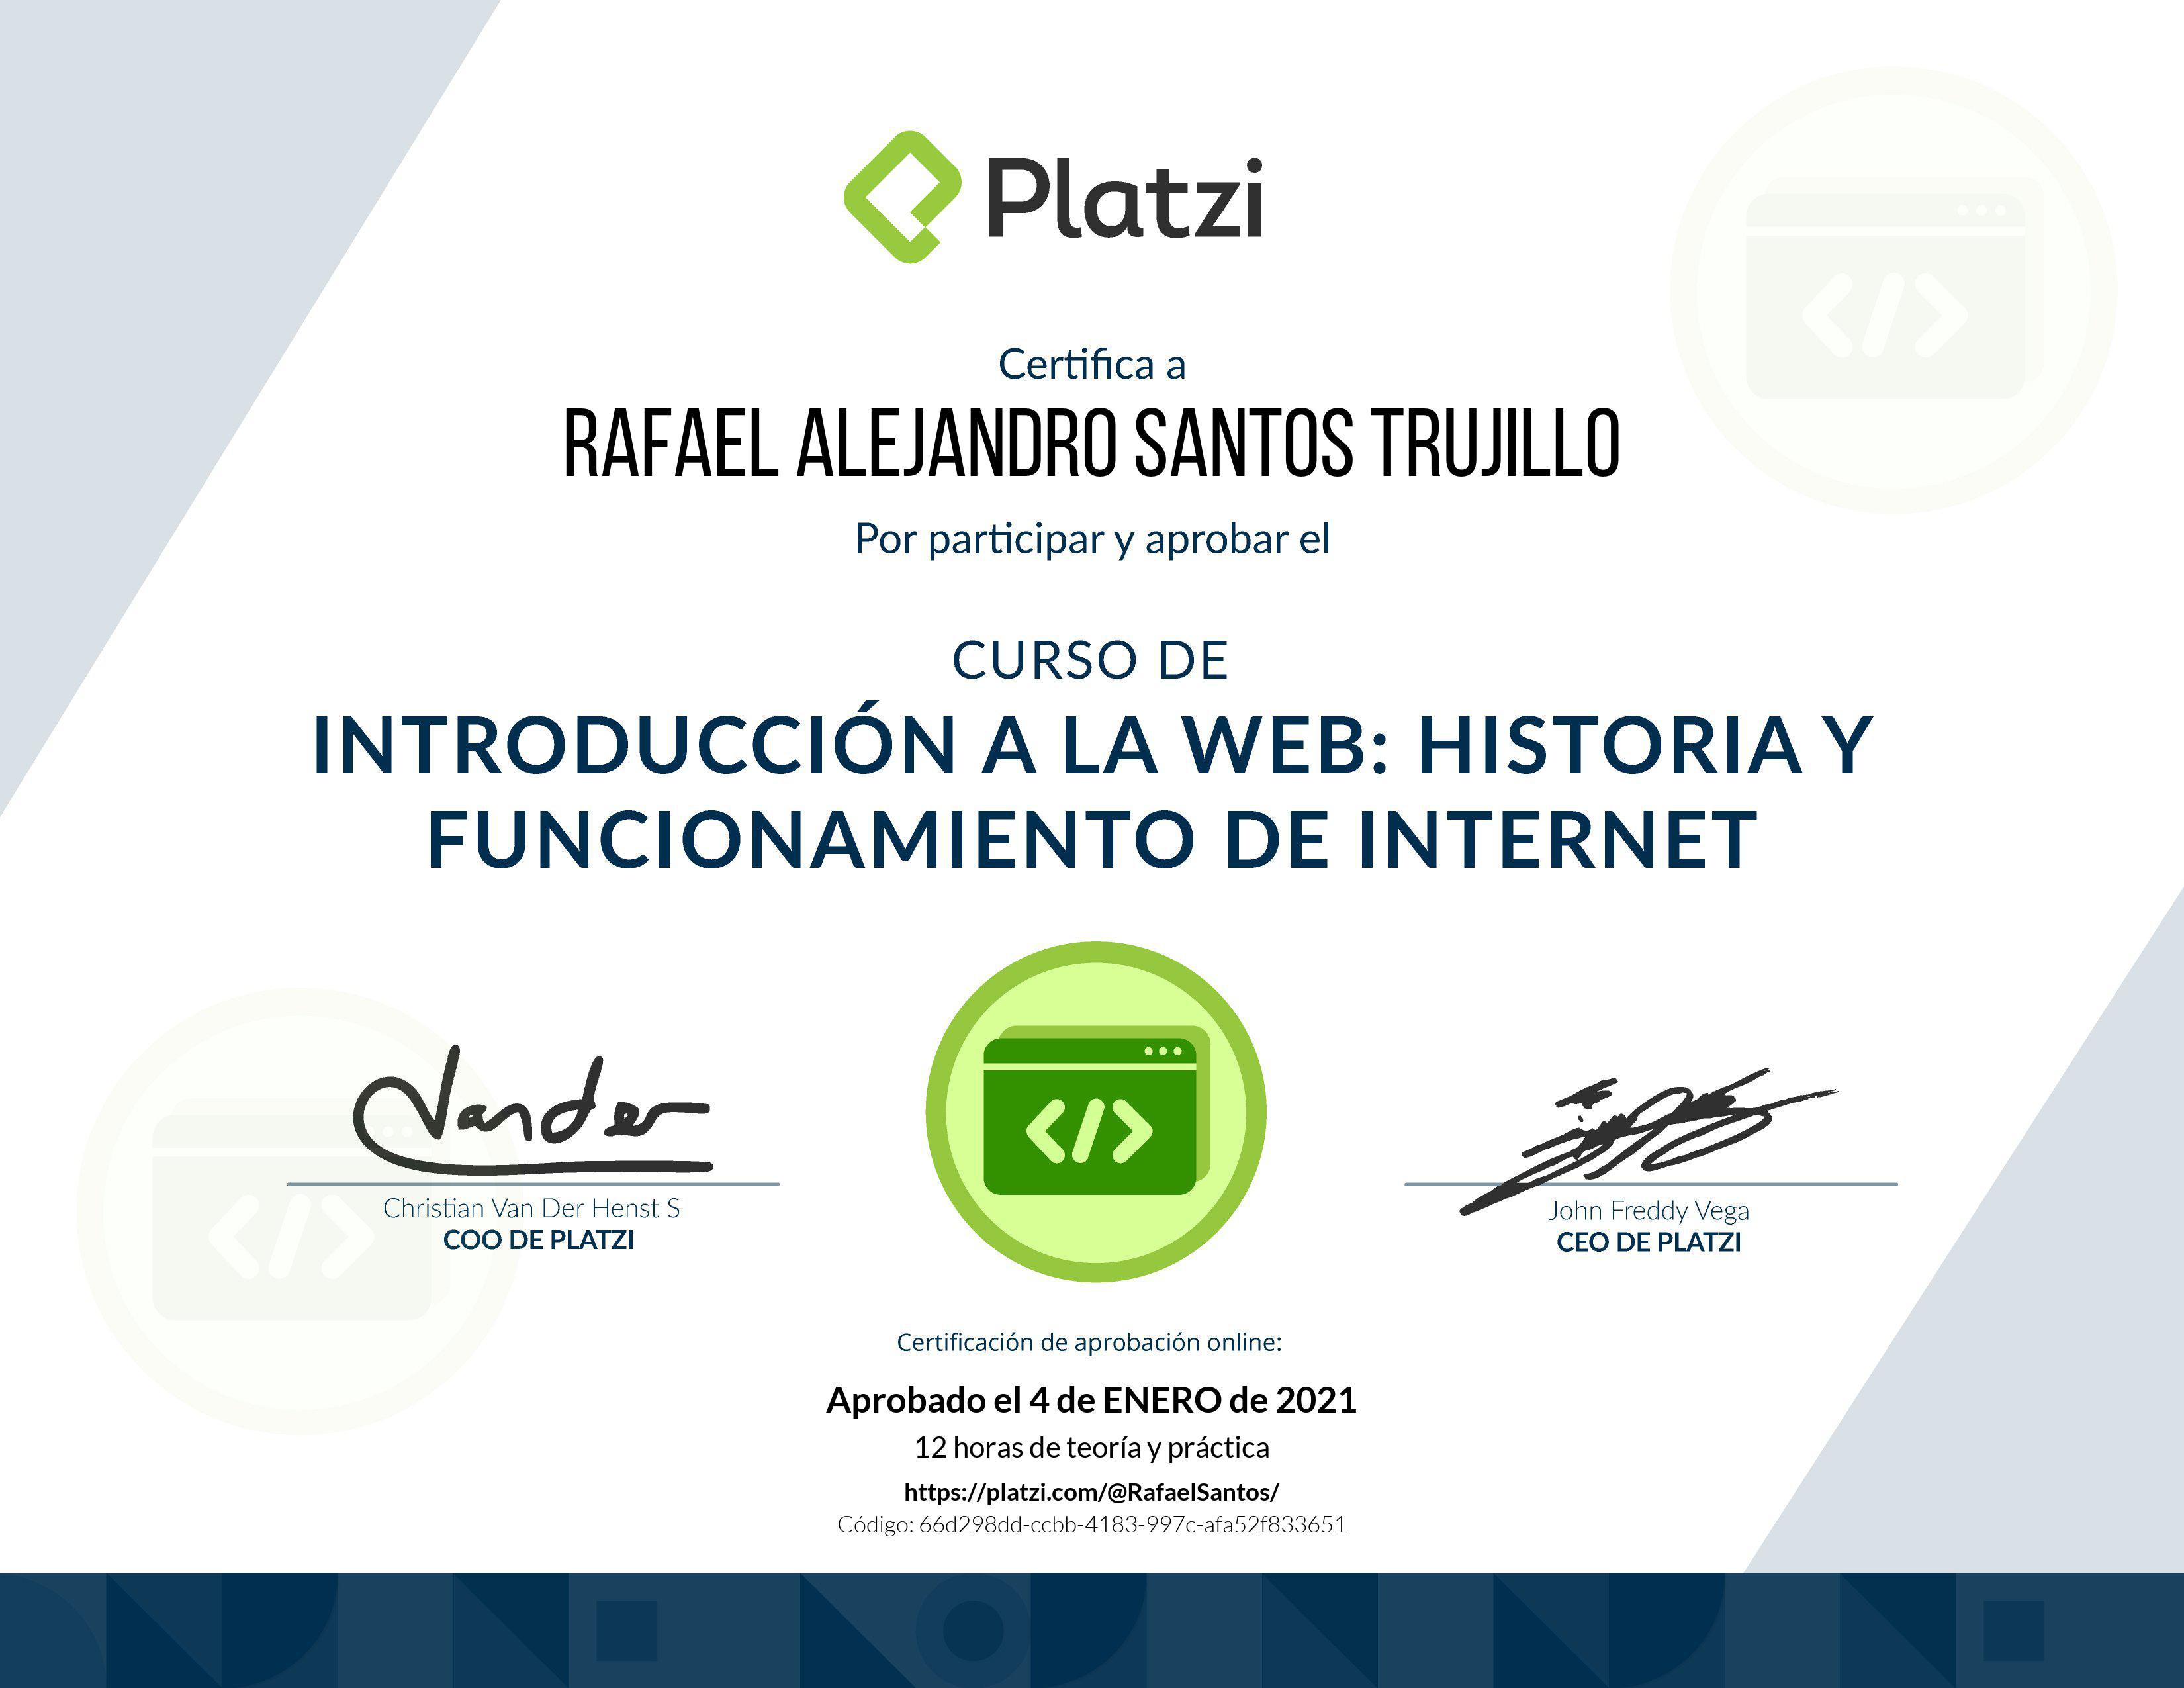 Platzi
Certifica a
RAFAEL ALEJANDRO SANTOS TRUJILLO
Por participar y aprobar el
CURSO DE
INTRODUCCIÓN A LA WEB: HISTORIA Y
FUNCIONAMIENTO DE INTERNET
Vander
Christian Van Der Henst S
COO DE PLATZI
John Freddy Vega
CEO DE PLATZI
Certificación de aprobación online:
Aprobado el 4 de ENERO de 2021
12 horas de teoría y práctica
https://platzi.com/@RafaelSantos/
Código: 66d298dd-ccbb-4183-997c-afa52f833651